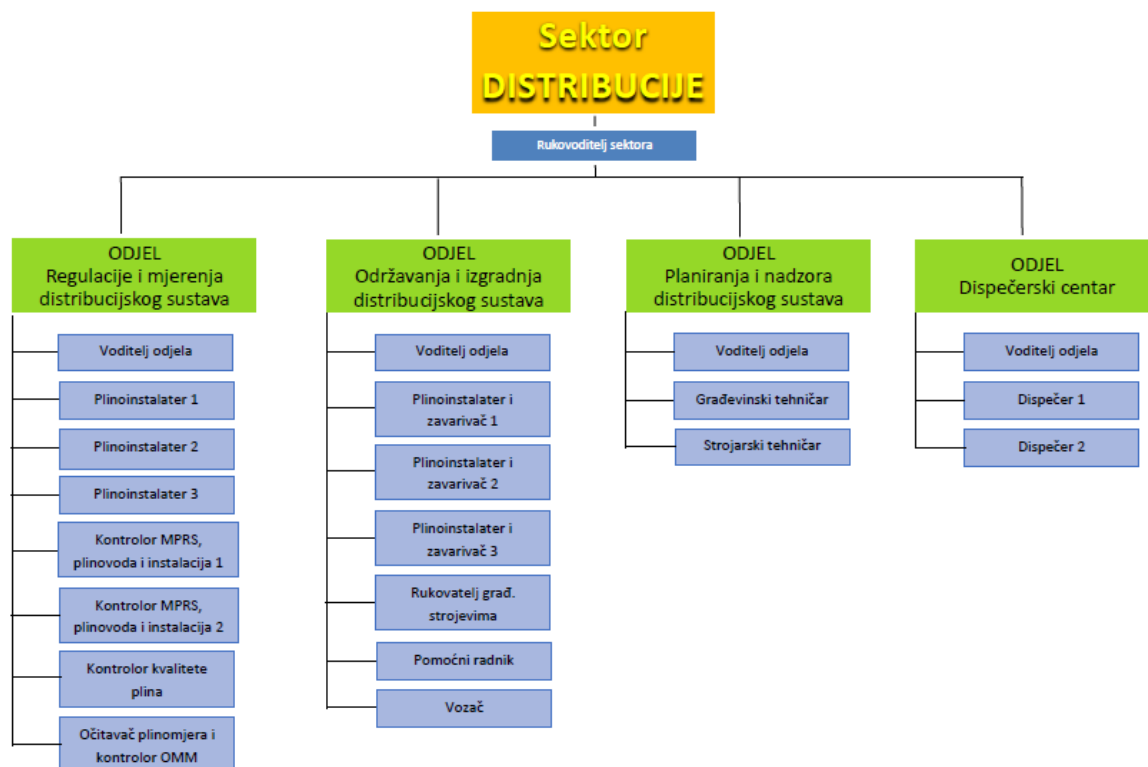 Sektor
DISTRIBUCIJE
Rukovoditelj sektora
ODJEL
Regulacije i mjerenja
distribucijskog sustava
Voditelj odjela
Plinoinstalater 1
Plinoinstalater 2
Plinoinstalater 3
Kontrolor MPRS,
plinovoda i instalacija 1
Kontrolor MPRS,
plinovoda i instalacija 2
Kontrolor kvalitete
plina
Očitavač plinomjera i
kontrolor OMM
ODJEL
Održavanja i izgradnja
distribucijskog sustava
Voditelj odjela
Plinoinstalater i
zavarivač 1
Plinoinstalater i
zavarivač 2
Plinoinstalater i
zavarivač 3
Rukovatelj građ.
strojevima
Pomoćni radnik
Vozač
ODJEL
Planiranja i nadzora
distribucijskog sustava
Voditelj odjela
Građevinski tehničar
Strojarski tehničar
ODJEL
Dispečerski centar
Voditelj odjela
Dispečer 1
Dispečer 2